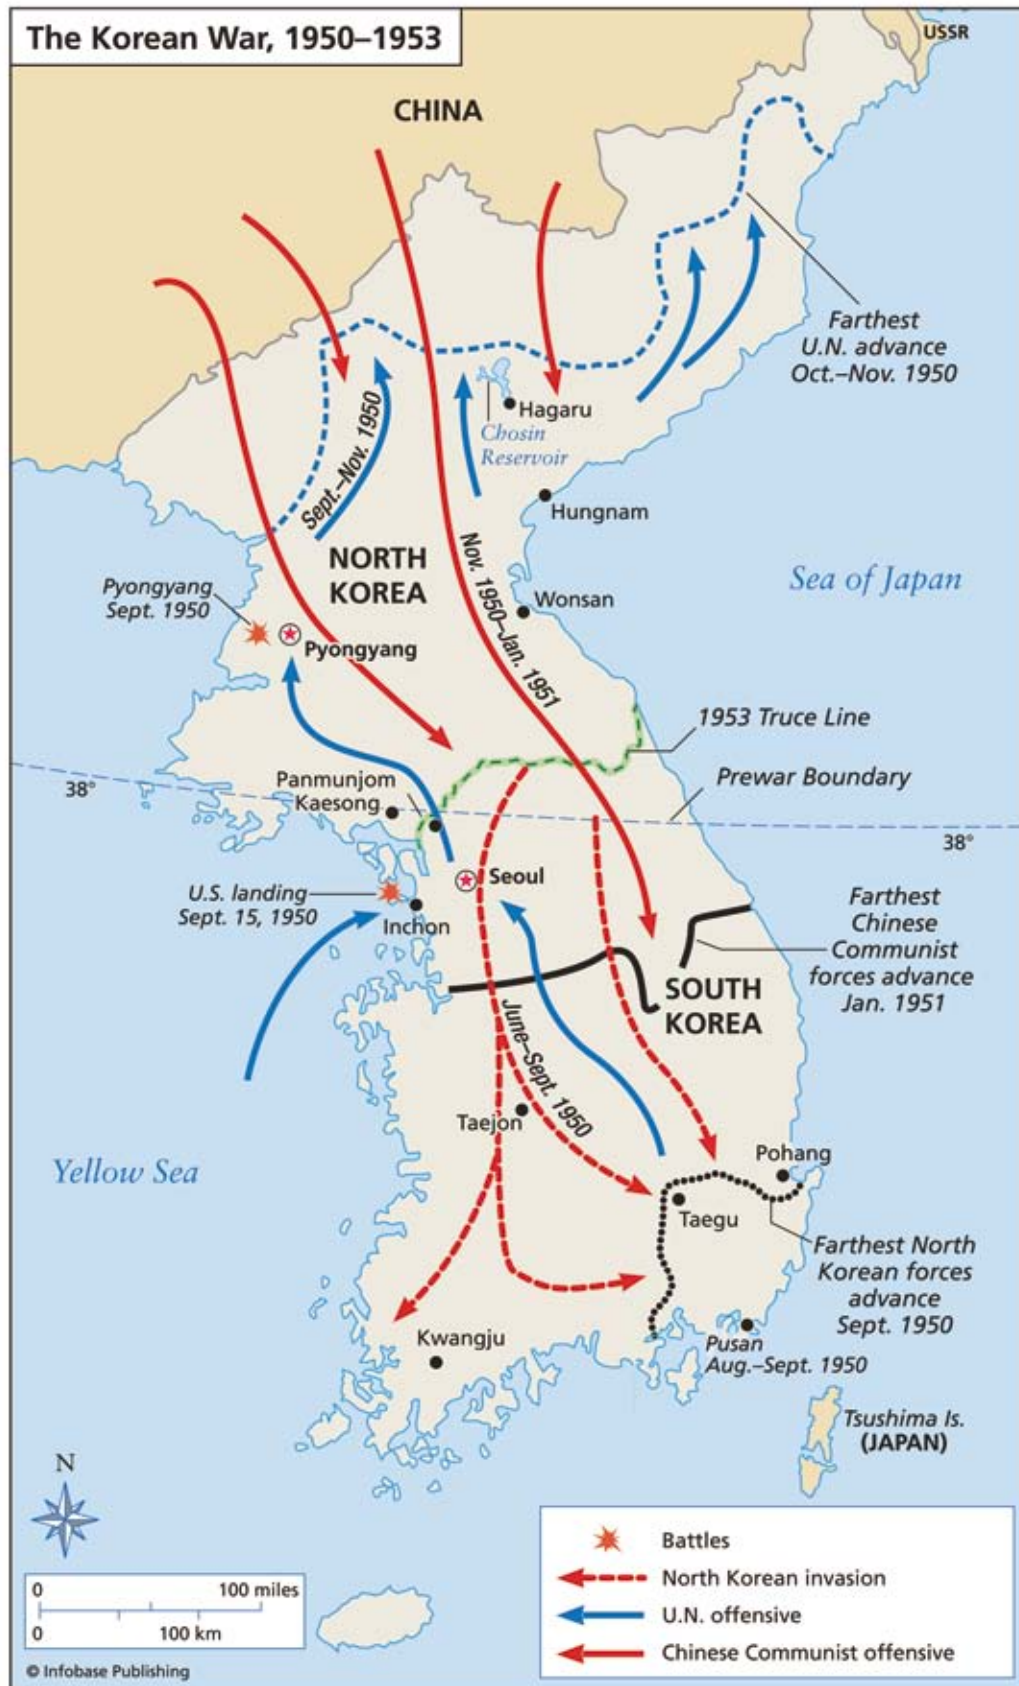 The Korean War, 1950–1953
USSR
CHINA
Farthest
U.N. advance
Oct.–Nov. 1950
Hagaru
Chosin
Reservoir
Sept.–Nov. 1950
Hungnam
NORTH
KOREA
Nov. 1950–Jan. 1951
Sea of Japan
Pyongyang
Sept. 1950
Wonsan
Pyongyang
1953 Truce Line
Prewar Boundary
38°
Panmunjom
Kaesong
38°
U.S. landing
Sept. 15, 1950
Seoul
Inchon
Farthest
Chinese
Communist
forces advance
Jan. 1951
SOUTH
KOREA
June–Sept. 1950
Taejon
Yellow Sea
Pohang
Taegu
Farthest North
Korean forces
advance
Sept. 1950
Kwangju
Pusan
Aug.–Sept. 1950
Tsushima Is.
(JAPAN)
N
0 100 miles
0 100 km
Battles
North Korean invasion
U.N. offensive
Chinese Communist offensive
© Infobase Publishing